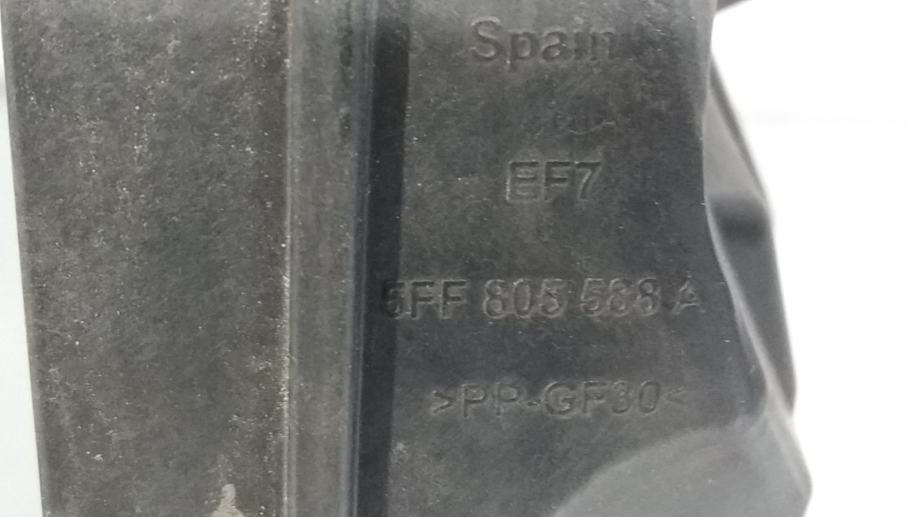 Spain
EF7
5FF 805 588 A
>PP-GF30<